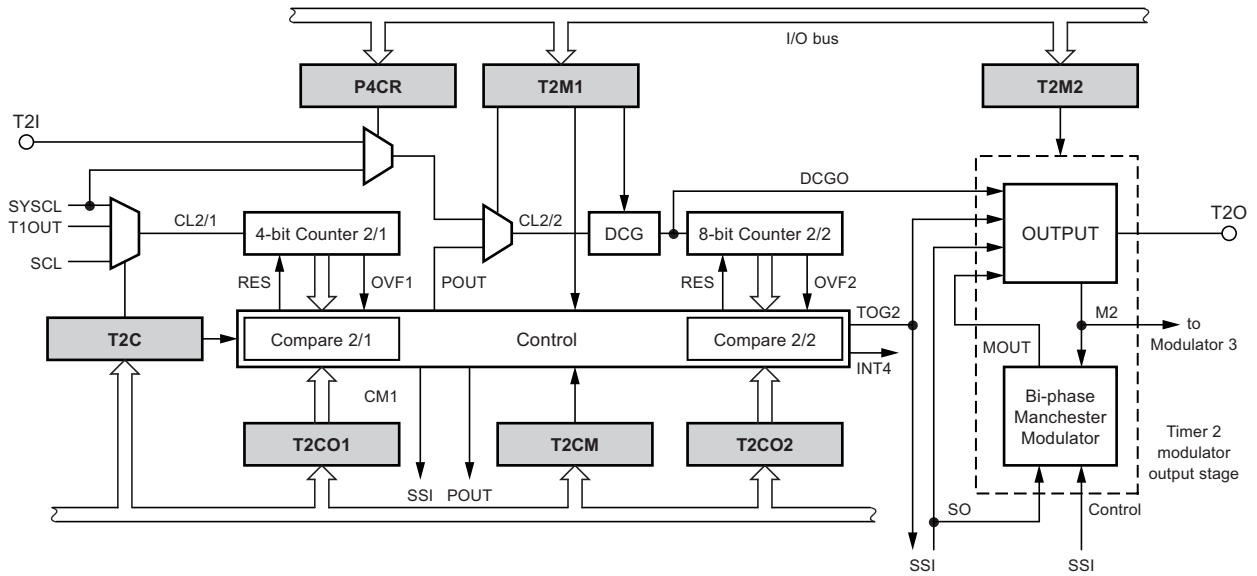 I/O bus
P4CR
T2M1
T2M2
T2I
SYSCL
T1OUT
SCL
CL2/1
4-bit Counter 2/1
CL2/2
DCG
DCGO
8-bit Counter 2/2
OUTPUT
T2O
RES
OVF1
POUT
RES
OVF2
TOG2
M2
to
Modulator 3
T2C
Compare 2/1
Control
Compare 2/2
INT4
MOUT
CM1
Bi-phase
Manchester
Modulator
T2CO1
T2CM
T2CO2
Timer 2
modulator
output stage
SSI
POUT
SO
Control
SSI
SSI